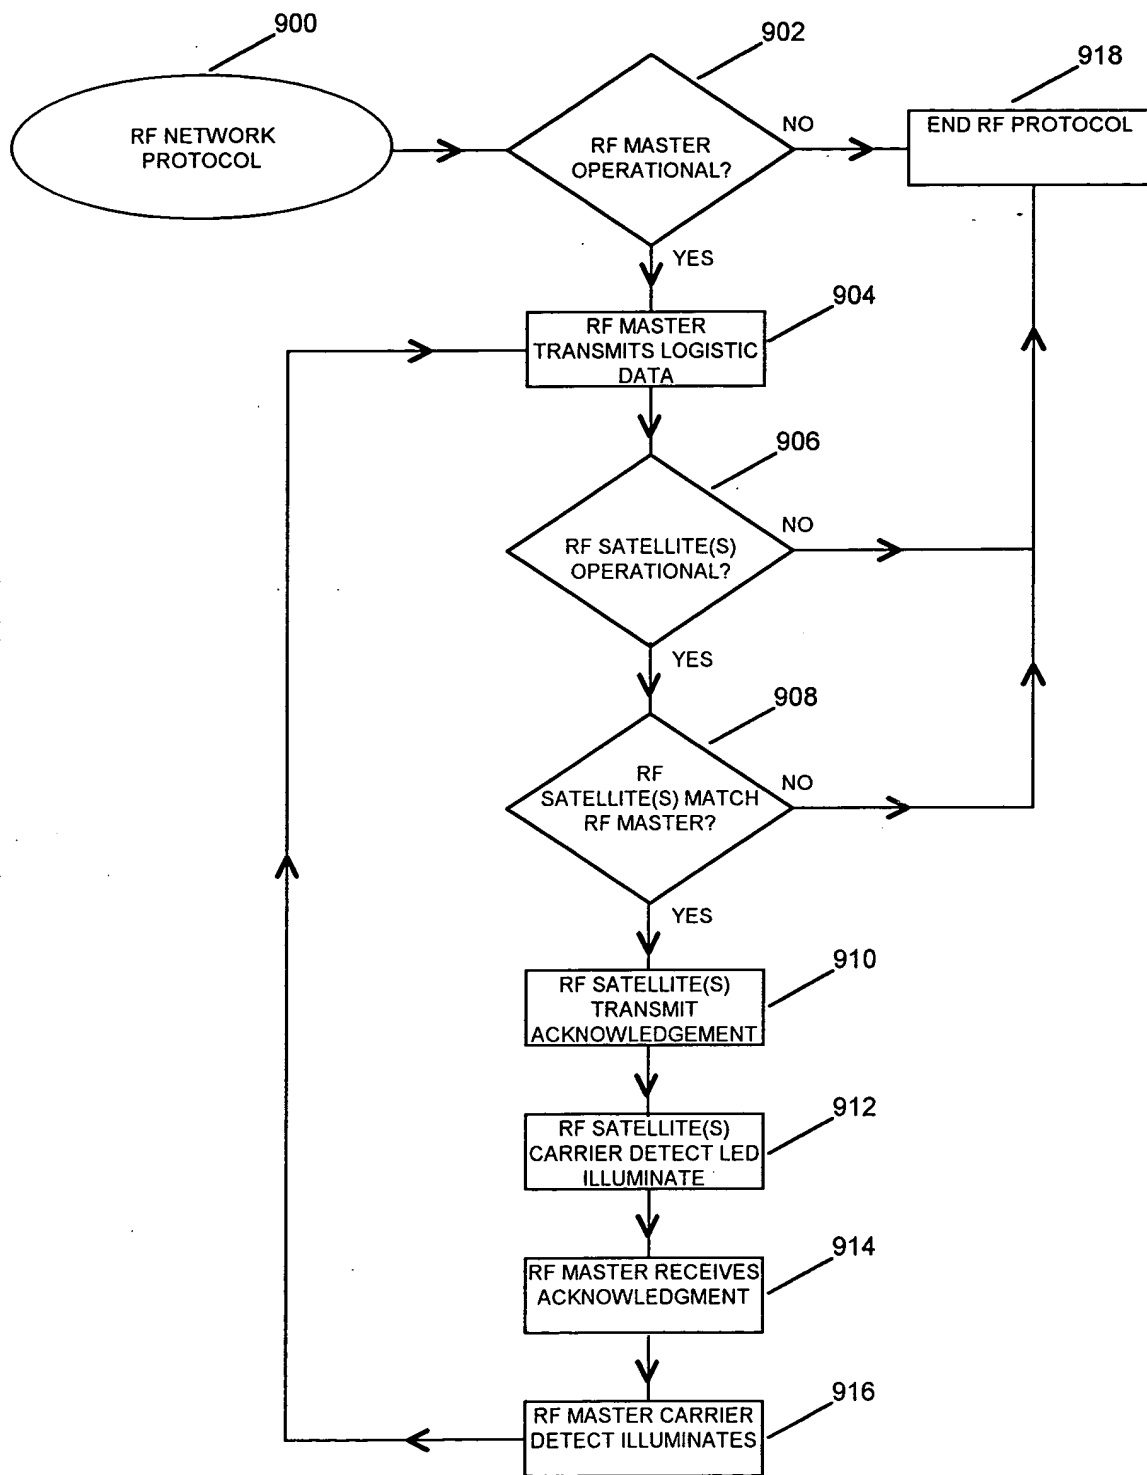 900
RF NETWORK
PROTOCOL
902
RF MASTER
OPERATIONAL?
NO
918
END RF PROTOCOL
YES
904
RF MASTER
TRANSMITS LOGISTIC
DATA
906
RF SATELLITE(S)
OPERATIONAL?
NO
YES
908
RF
SATELLITE(S) MATCH
RF MASTER?
NO
YES
910
RF SATELLITE(S)
TRANSMIT
ACKNOWLEDGEMENT
912
RF SATELLITE(S)
CARRIER DETECT LED
ILLUMINATE
914
RF MASTER RECEIVES
ACKNOWLEDGMENT
916
RF MASTER CARRIER
DETECT ILLUMINATES